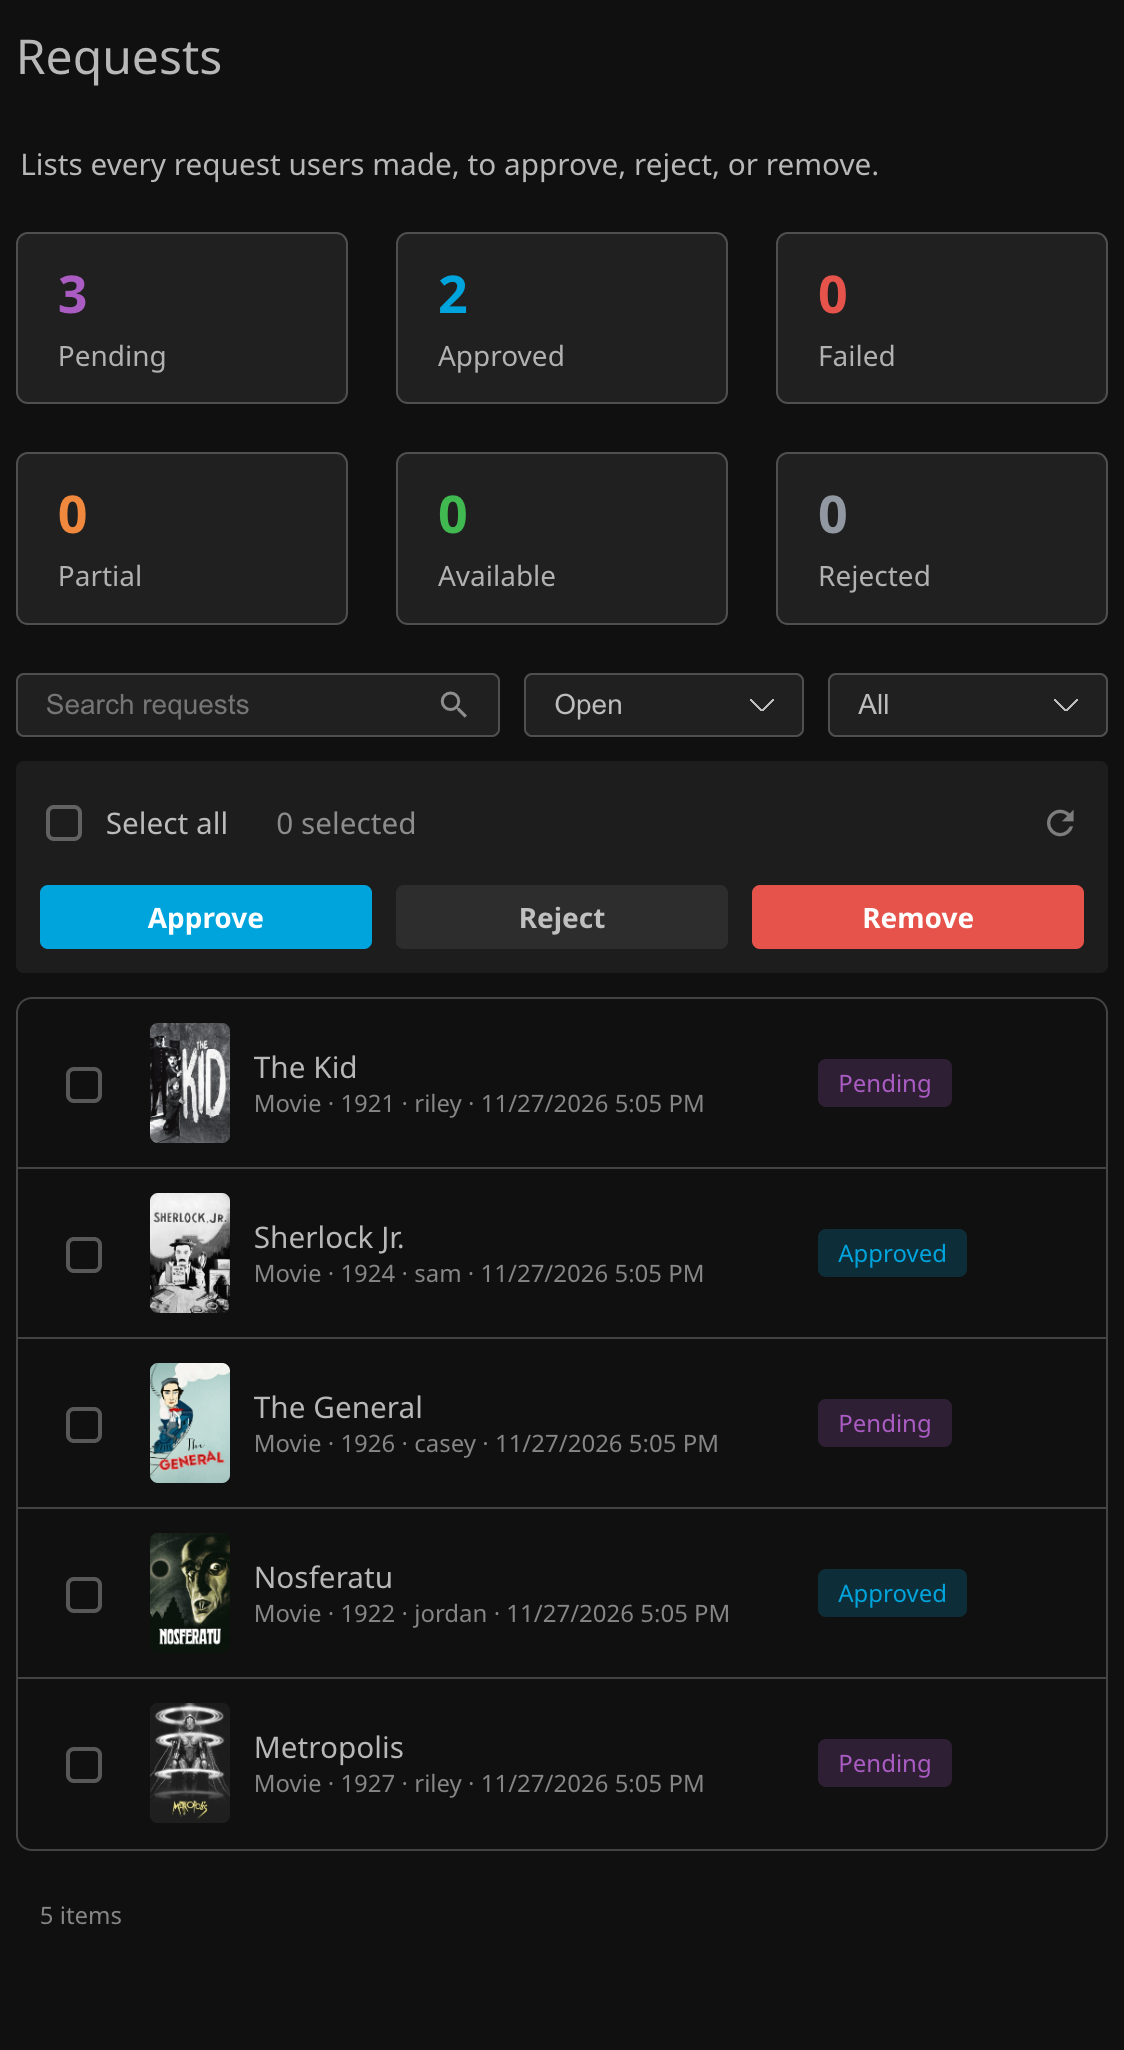 Requests
Lists every request users made, to approve, reject, or remove.
3
Pending
2
Approved
0
Failed
0
Partial
0
Available
0
Rejected
Search requests
Open
All
Select all
0 selected
Approve
Reject
Remove
THE
KID
The Kid
Movie · 1921 · riley · 11/27/2026 5:05 PM
Pending
SHERLOCK, JR.
Sherlock Jr.
Movie · 1924 · sam · 11/27/2026 5:05 PM
Approved
The
GENERAL
The General
Movie · 1926 · casey · 11/27/2026 5:05 PM
Pending
NOSFERATU
Nosferatu
Movie · 1922 · jordan · 11/27/2026 5:05 PM
Approved
METROPOLIS
Metropolis
Movie · 1927 · riley · 11/27/2026 5:05 PM
Pending
5 items